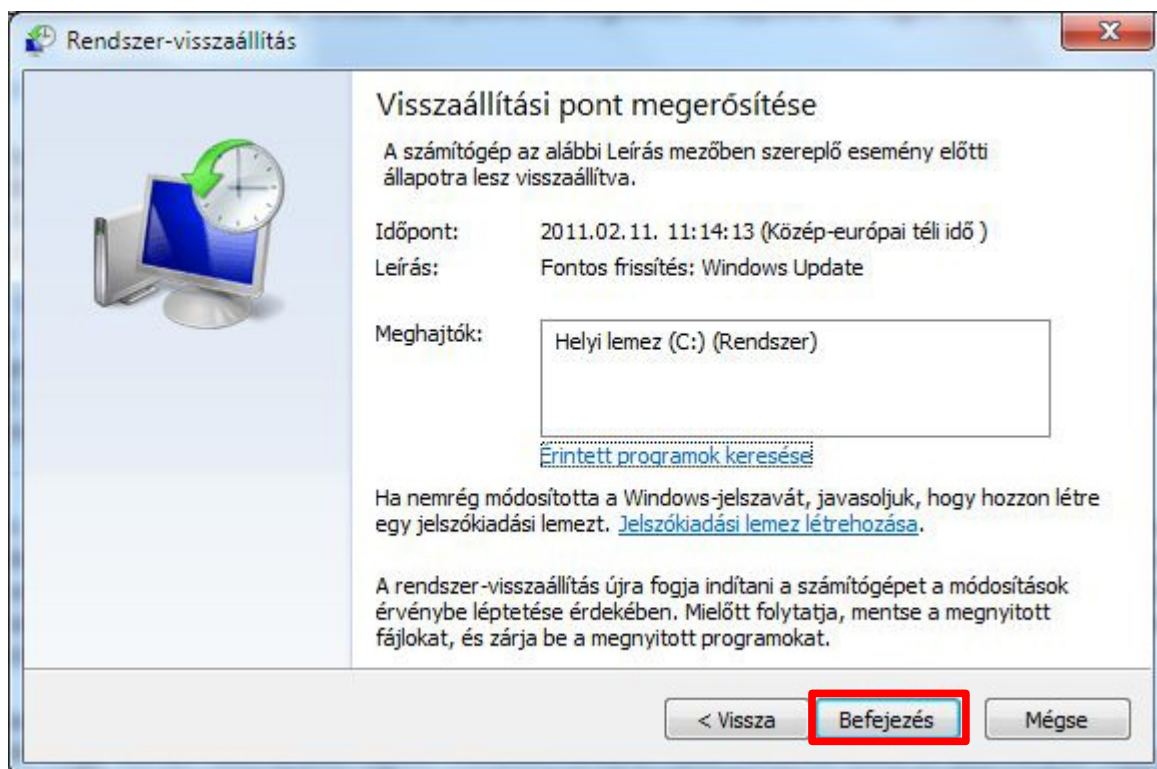 Rendszer-visszaállítás
Visszaállítási pont megerősítése
A számítógép az alábbi Leírás mezőben szereplő esemény előtti
állapotra lesz visszaállítva.
Időpont: 2011.02.11. 11:14:13 (Közép-európai téli idő )
Leírás: Fontos frissítés: Windows Update
Meghajtók: Helyi lemez (C:) (Rendszer)
Érintett programok keresése
Ha nemrég módosította a Windows-jelszavát, javasoljuk, hogy hozzon létre
egy jelszókiadási lemezt. Jelszókiadási lemez létrehozása.
A rendszer-visszaállítás újra fogja indítani a számítógépet a módosítások
érvénybe léptetése érdekében. Mielőtt folytatja, mentse a megnyitott
fájlokat, és zárja be a megnyitott programokat.
< Vissza Befejezés Mégse